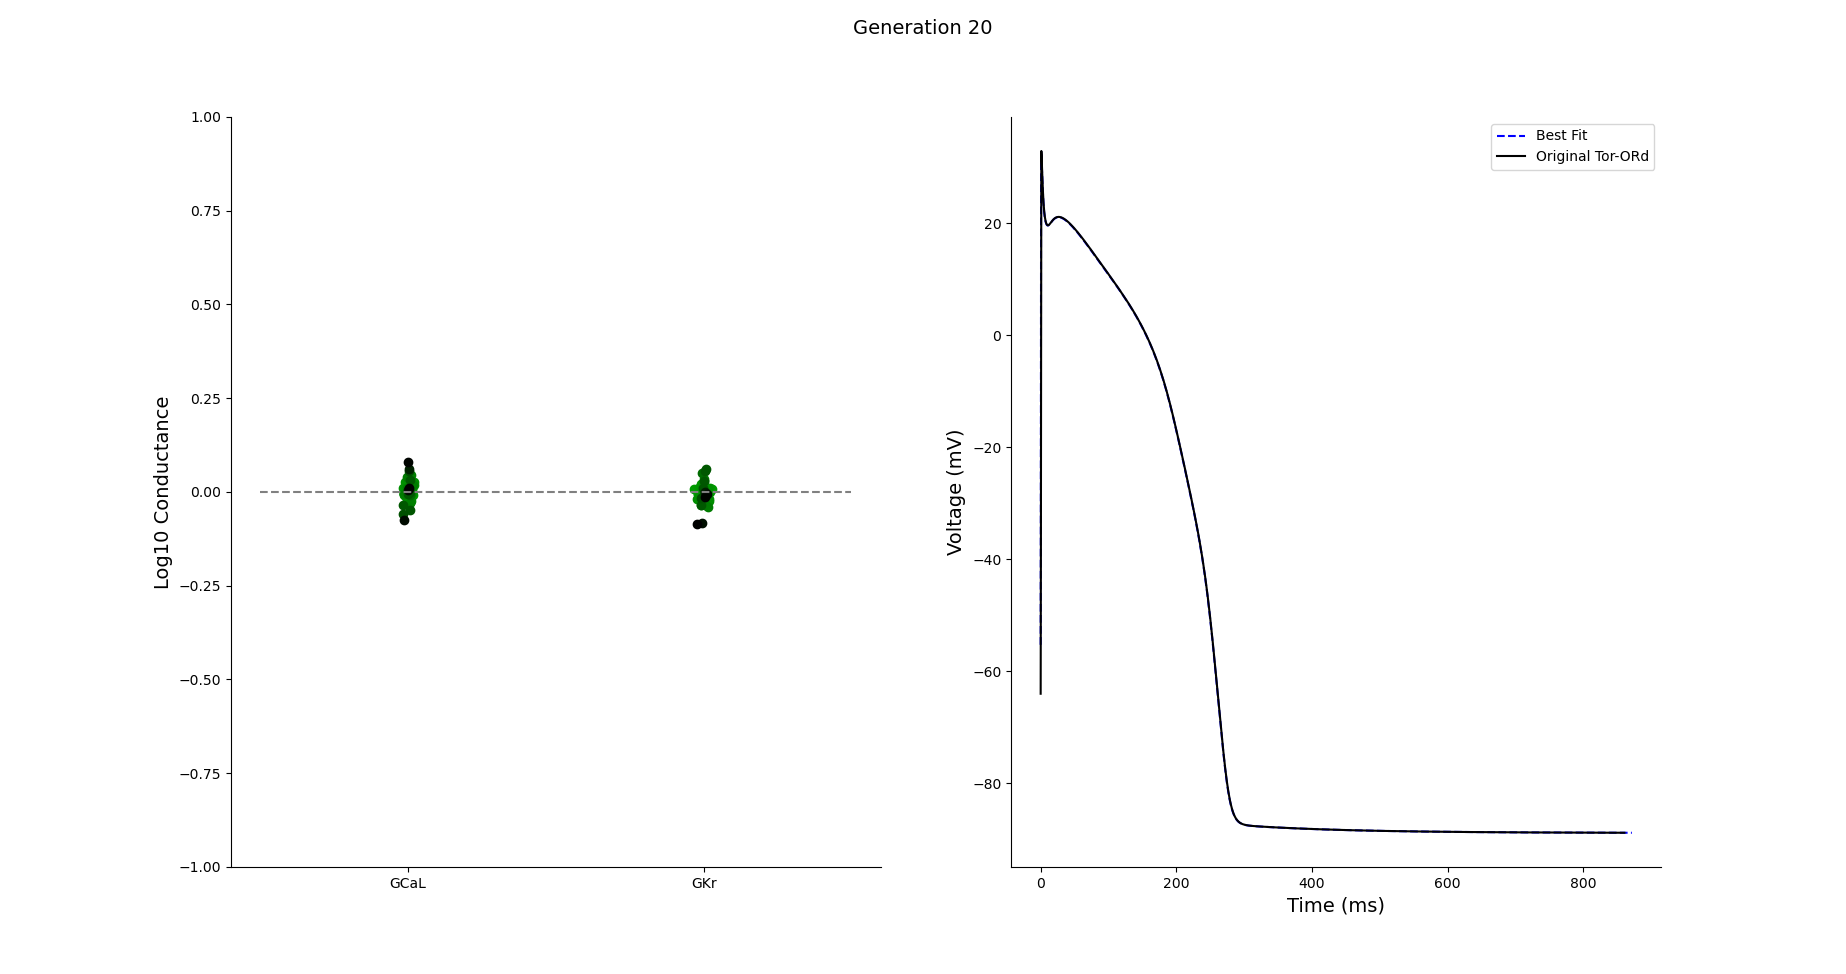 Generation 20
1.00
0.75
0.50
0.25
0.00
−0.25
−0.50
−0.75
−1.00
Log10 Conductance
GCaL GKr
Best Fit
Original Tor-ORd
20
0
−20
−40
−60
−80
Voltage (mV)
0 200 400 600 800
Time (ms)